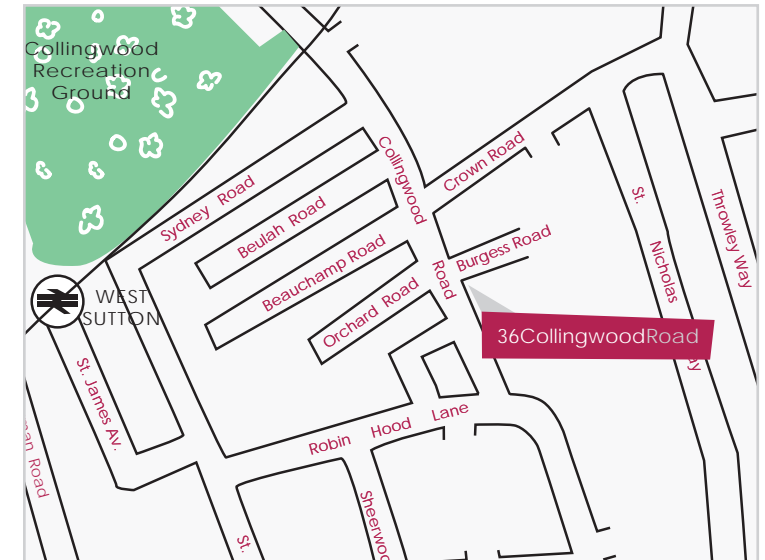 Collingwood
Recreation
Ground
Sydney Road
Beulah Road
Beauchamp Road
Orchard Road
Collingwood
Road
Crown Road
Burgess Road
St.
Nicholas
Throwley Way
WEST
SUTTON
36CollingwoodRoad
St. James Av.
Robin Hood Lane
Road
St.